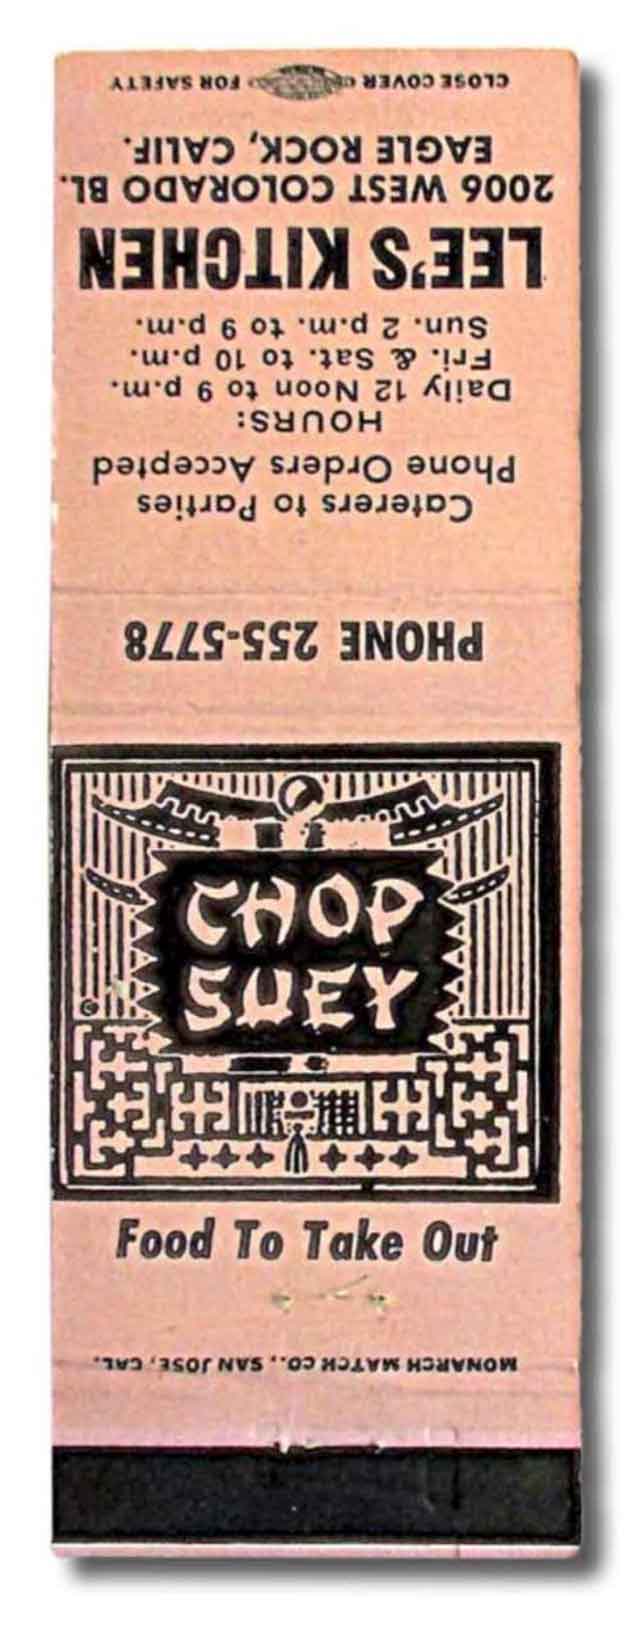 CLOSE COVER FOR SAFETY
LEE'S KITCHEN
2006 WEST COLORADO BL.
EAGLE ROCK, CALIF.
Caterers to Parties
Phone Orders Accepted
HOURS:
Daily 12 Noon to 9 p.m.
Fri. & Sat. to 10 p.m.
Sun. 2 p.m. to 9 p.m.
PHONE 255-5778
CHOP
SUEY
©
Food To Take Out
MONARCH MATCH CO., SAN JOSE, CAL.